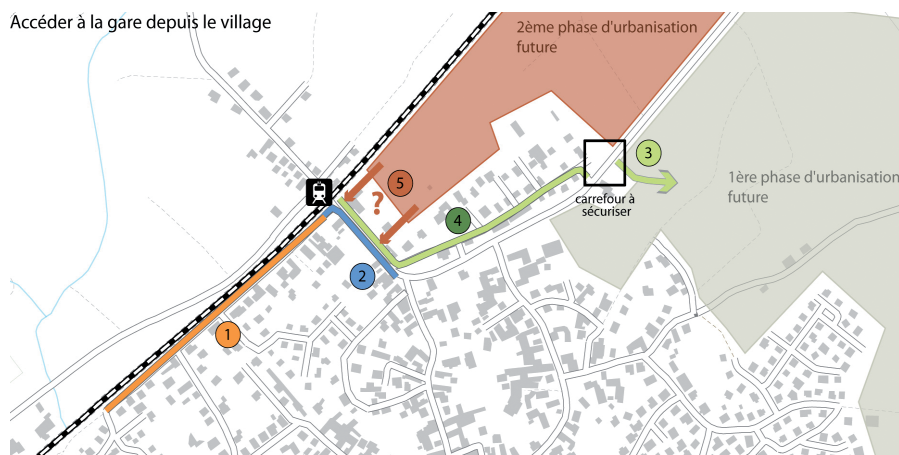 Accéder à la gare depuis le village
2ème phase d'urbanisation
future
3
1ère phase d'urbanisation
future
5
?
carrefour à
sécuriser
4
2
1